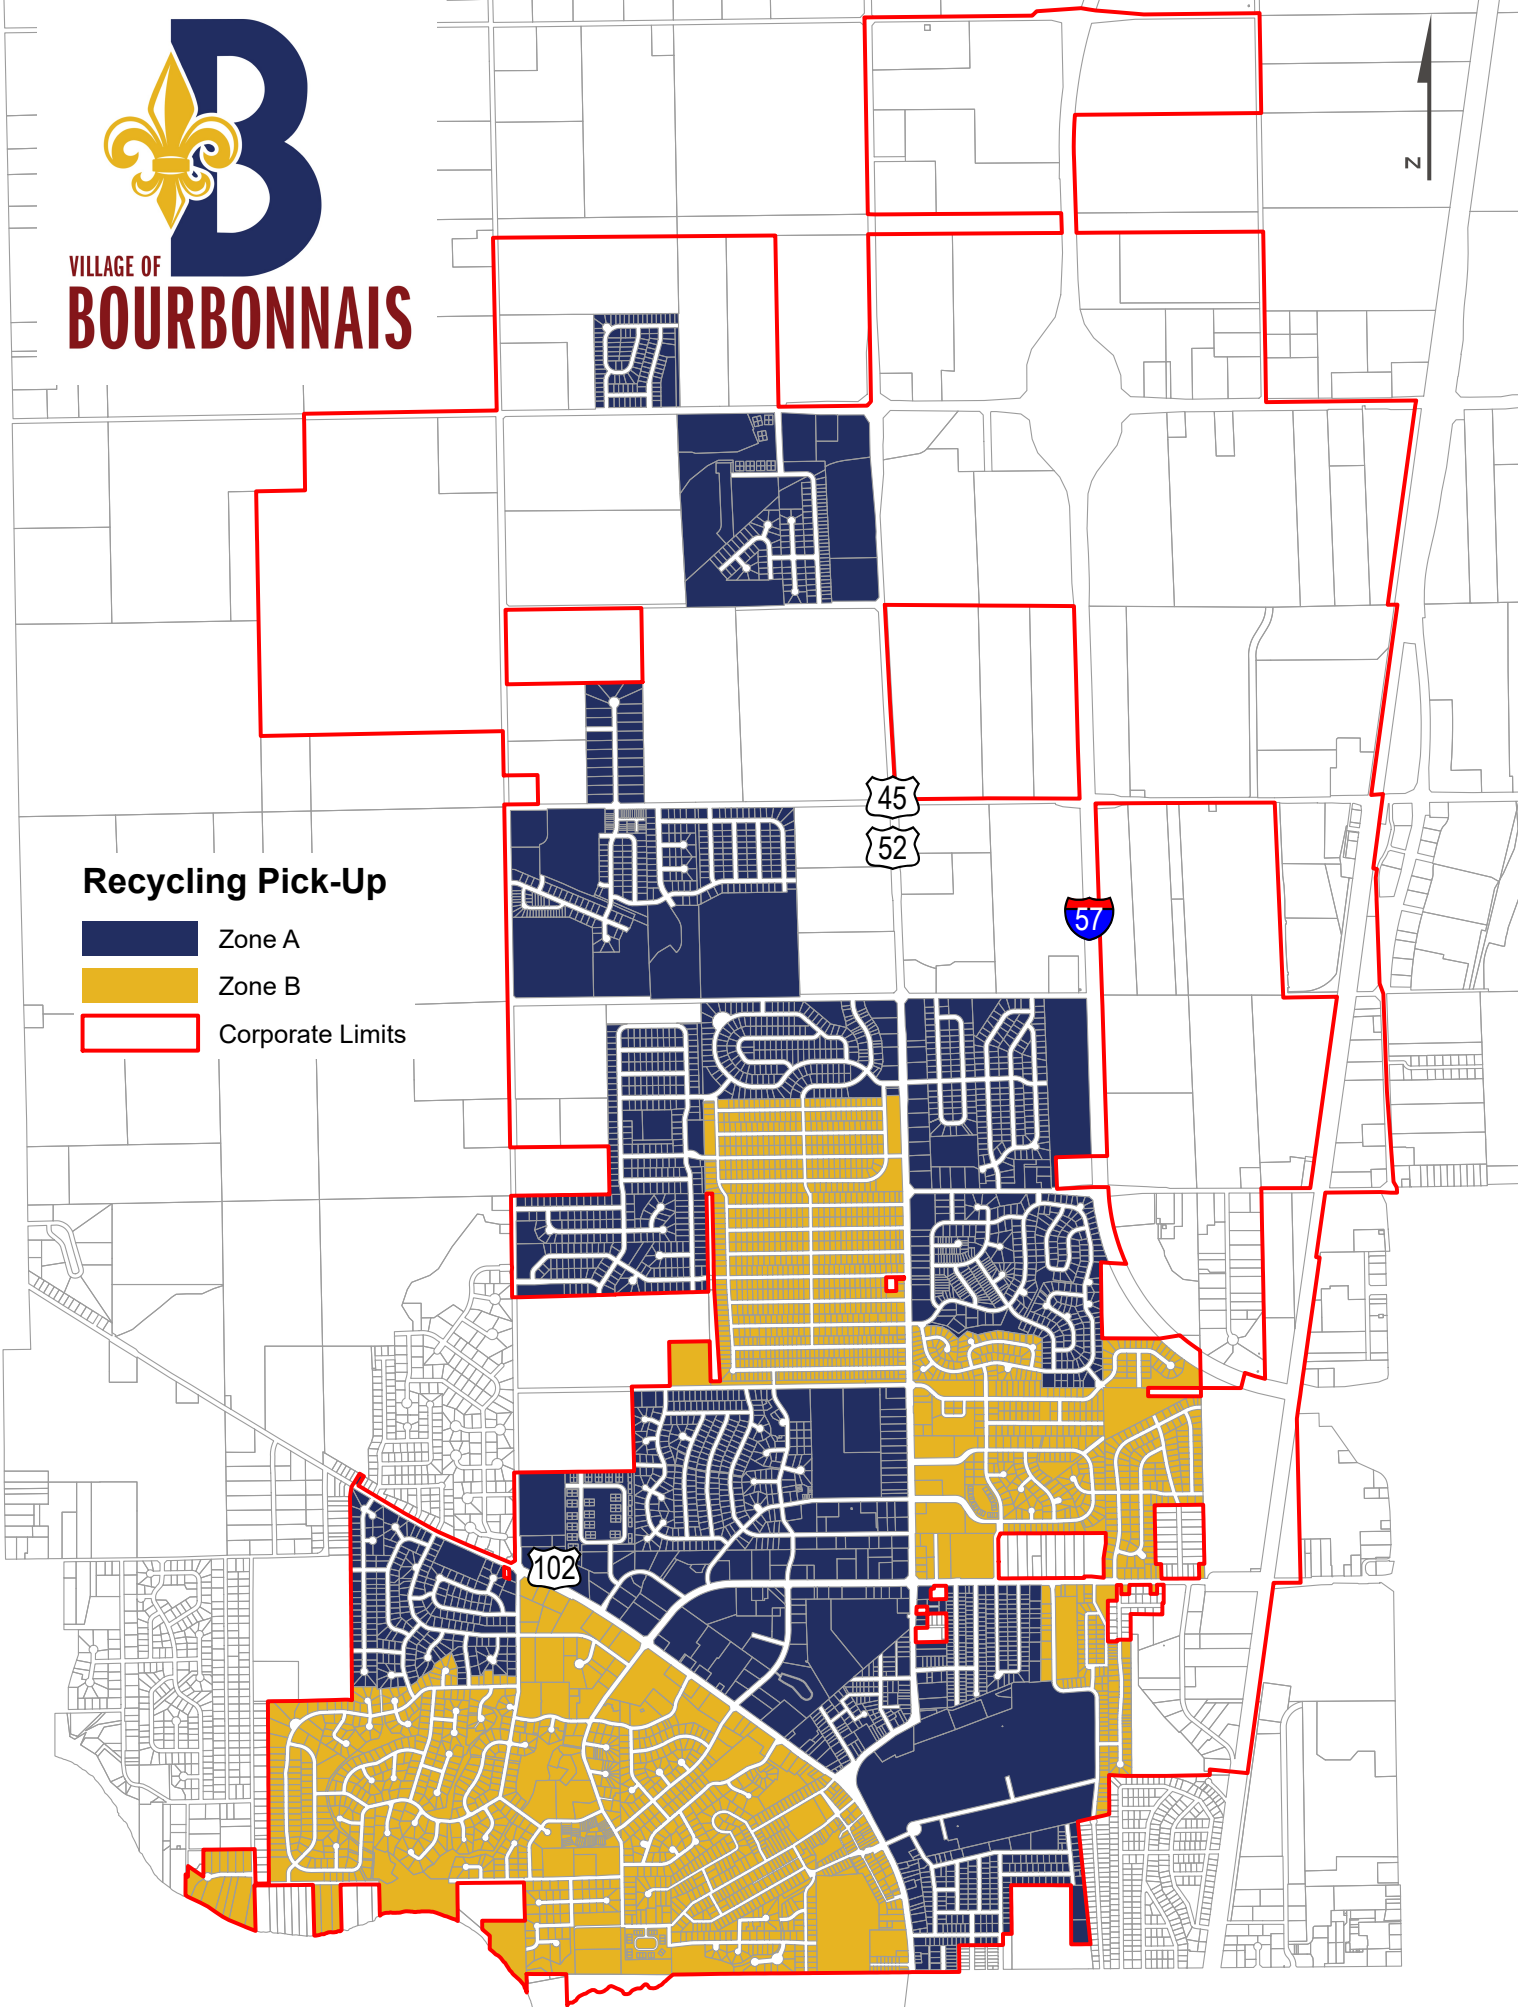 VILLAGE OF
BOURBONNAIS
N
45
52
57
Recycling Pick-Up
Zone A
Zone B
Corporate Limits
102